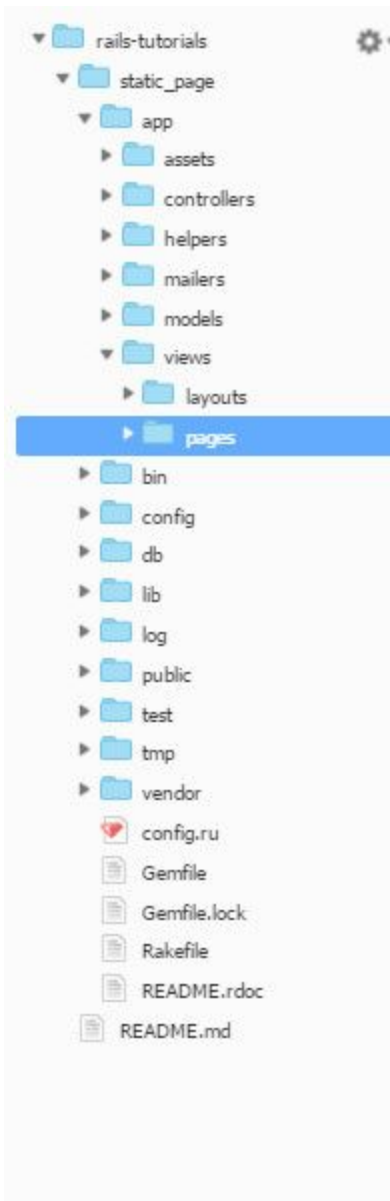 rails-tutorials
static_page
app
assets
controllers
helpers
mailers
models
views
layouts
pages
bin
config
db
lib
log
public
test
tmp
vendor
config.ru
Gemfile
Gemfile.lock
Rakefile
README.rdoc
README.md